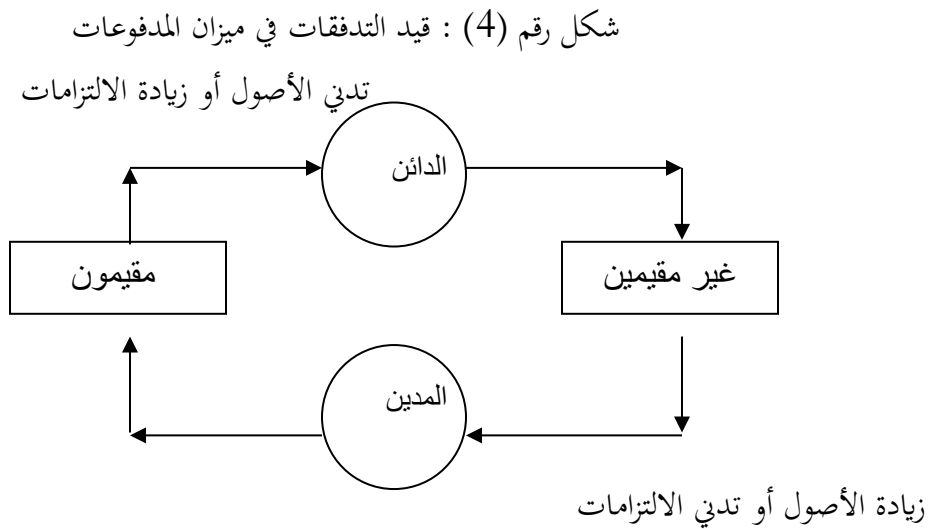 شكل رقم (4) : قيد التدفقات في ميزان المدفوعات
تدني الأصول أو زيادة الالتزامات
الدائن
غير مقيمين
مقيمون
المدين
زيادة الأصول أو تدني الالتزامات